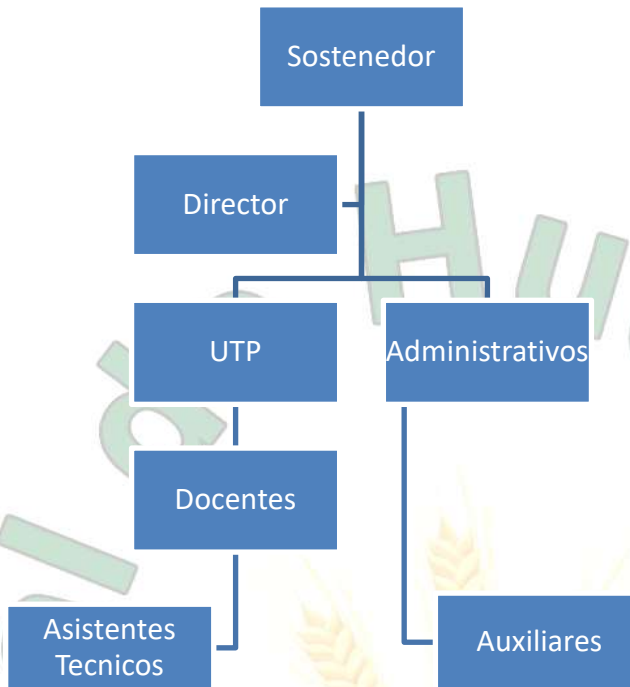 Sostenedor
Director
UTP
Administrativos
Docentes
Asistentes
Tecnicos
Auxiliares